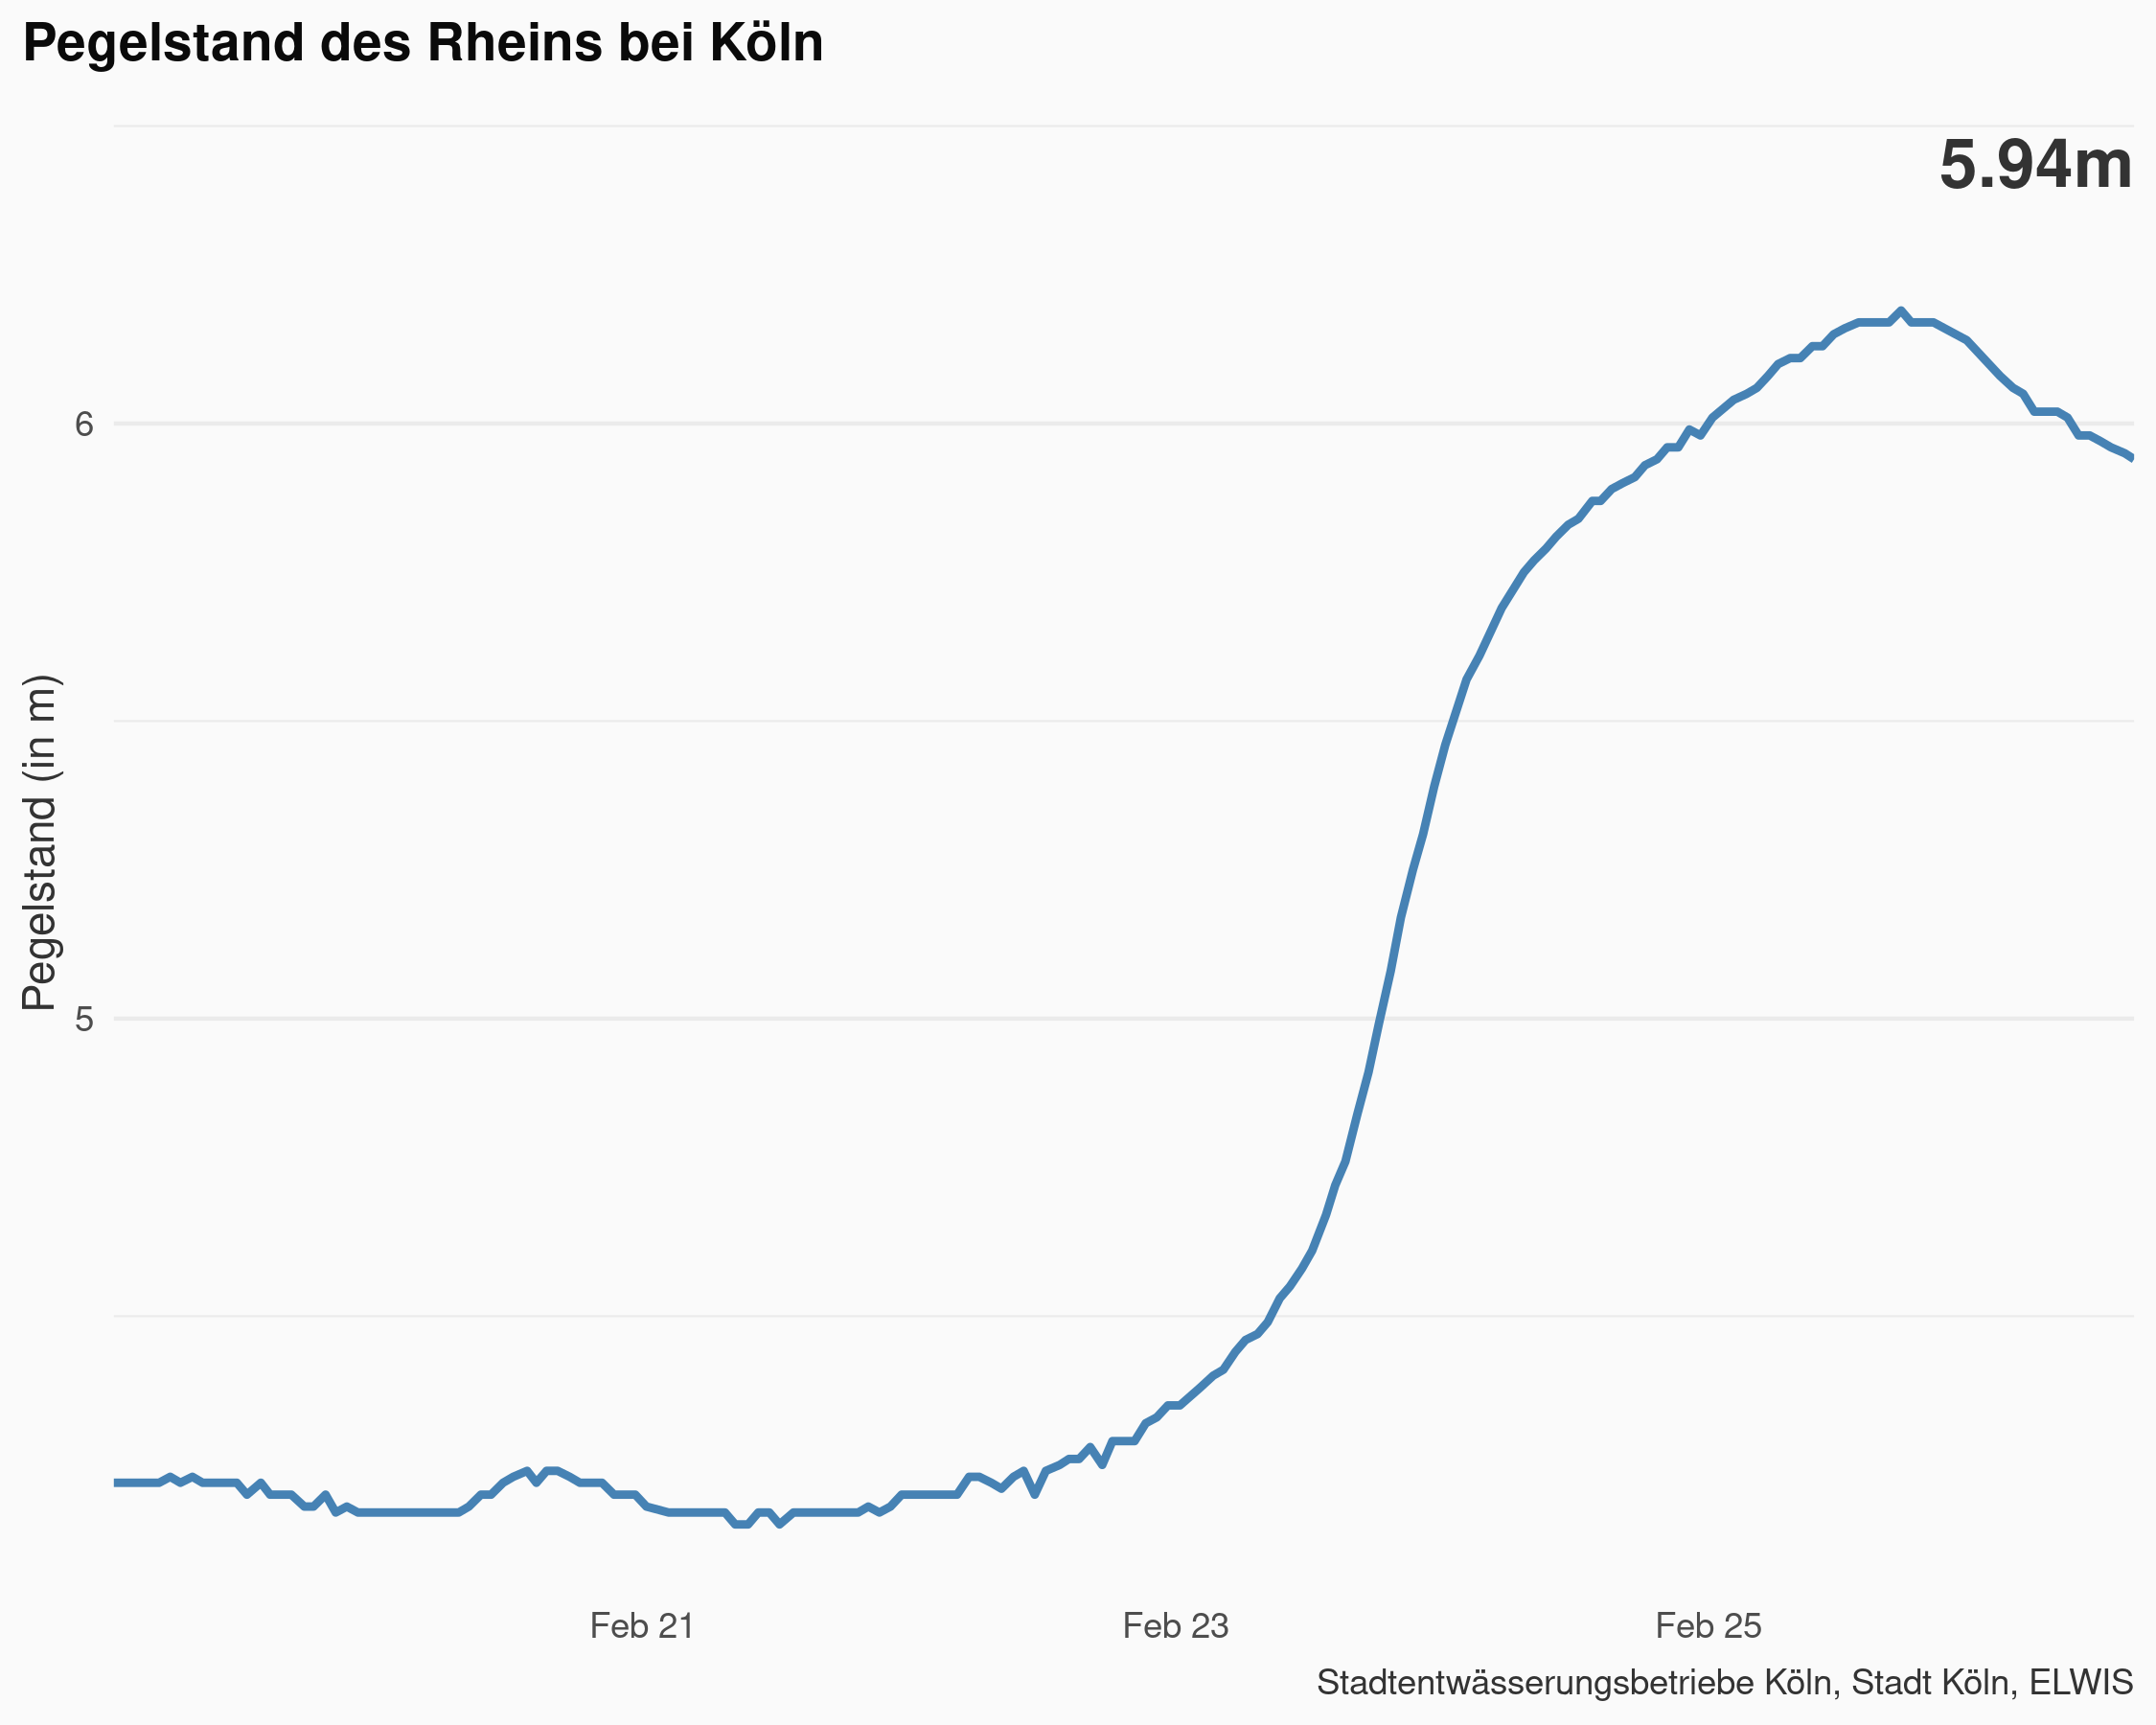 Pegelstand des Rheins bei Köln
5.94m
Pegelstand (in m)
6
5
Feb 21
Feb 23
Feb 25
Stadtentwässerungsbetriebe Köln, Stadt Köln, ELWIS